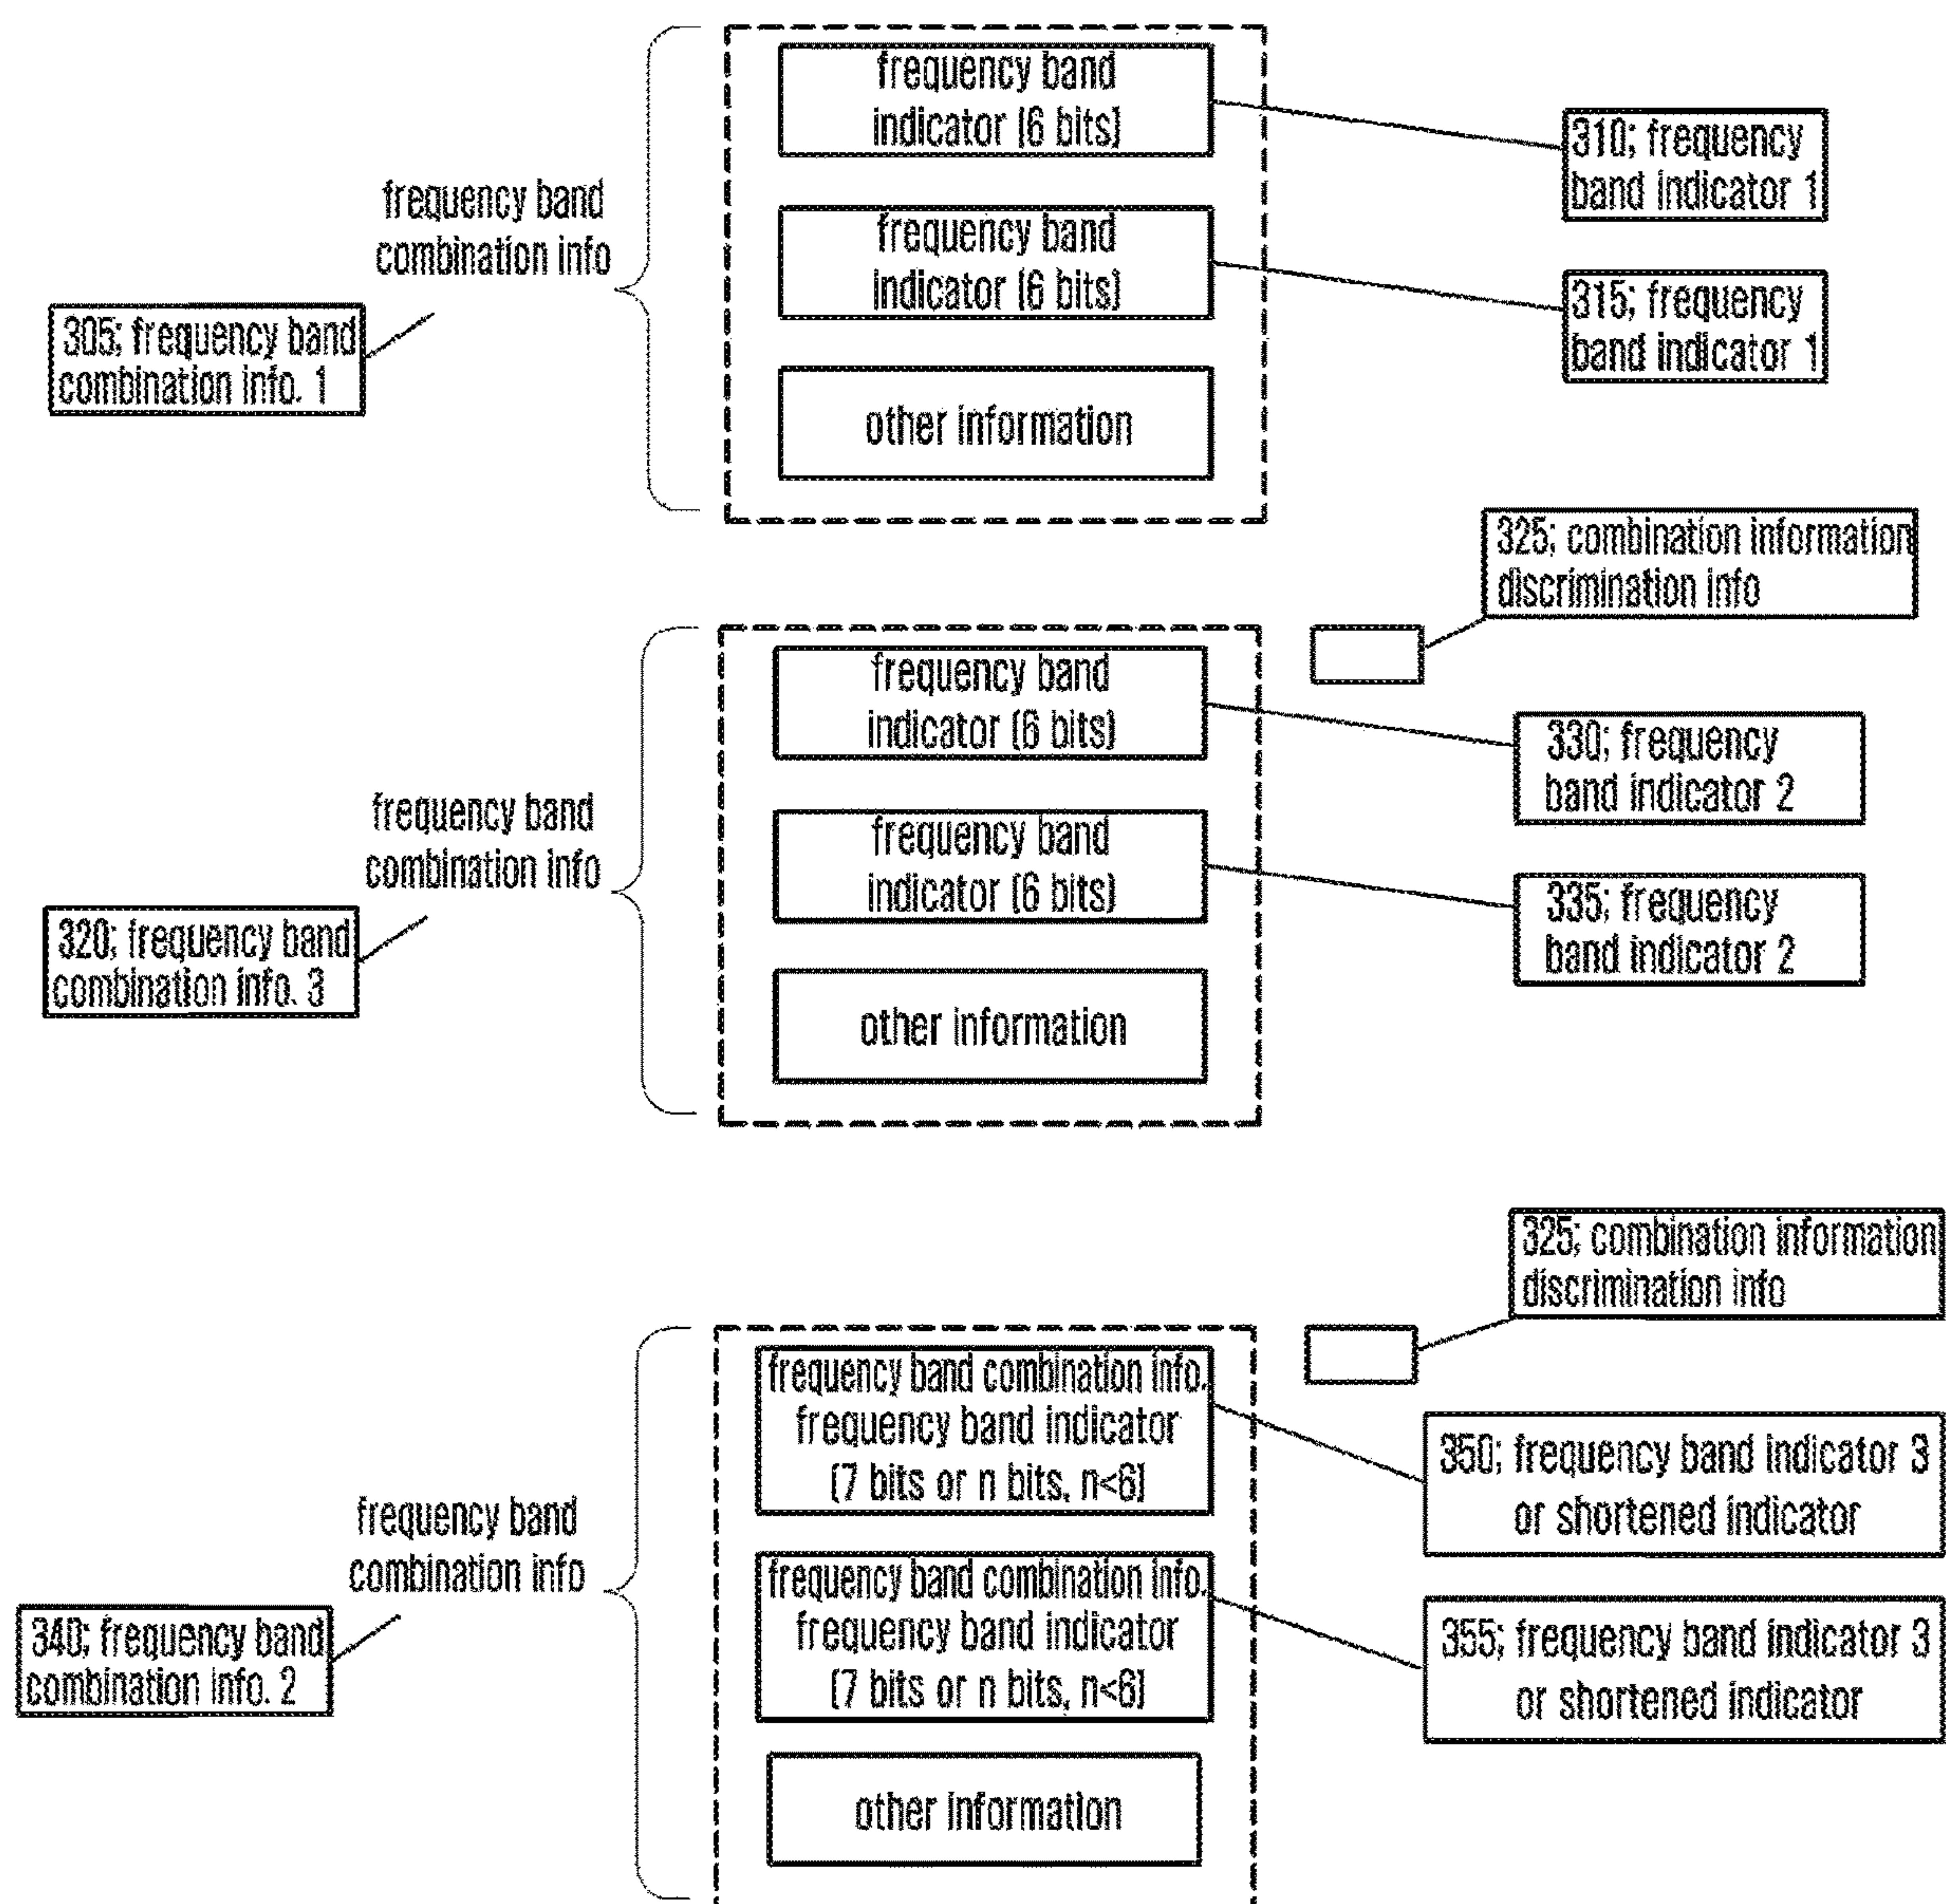 frequency band
indicator (6 bits)
310; frequency
band indicator 1
frequency band
combination info
frequency band
indicator (6 bits)
315; frequency
band indicator 1
305; frequency band
combination info. 1
other information
325; combination information
discrimination info
frequency band
indicator (6 bits)
330; frequency
band indicator 2
frequency band
combination info
frequency band
indicator (6 bits)
335; frequency
band indicator 2
320; frequency band
combination info. 3
other information
325; combination information
discrimination info
frequency band combination info.
frequency band indicator
(7 bits or n bits, n<6)
350; frequency band indicator 3
or shortened indicator
frequency band
combination info
frequency band combination info.
frequency band indicator
(7 bits or n bits, n<6)
355; frequency band indicator 3
or shortened indicator
340; frequency band
combination info. 2
other information